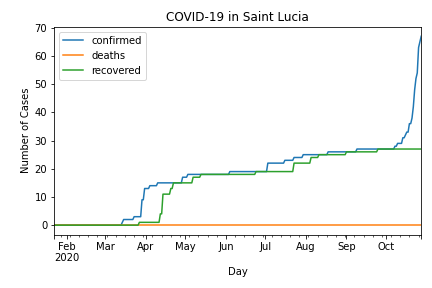 COVID-19 in Saint Lucia
confirmed
deaths
recovered
Number of Cases
70
60
50
40
30
20
10
0
Feb Mar Apr May Jun Jul Aug Sep Oct
2020
Day